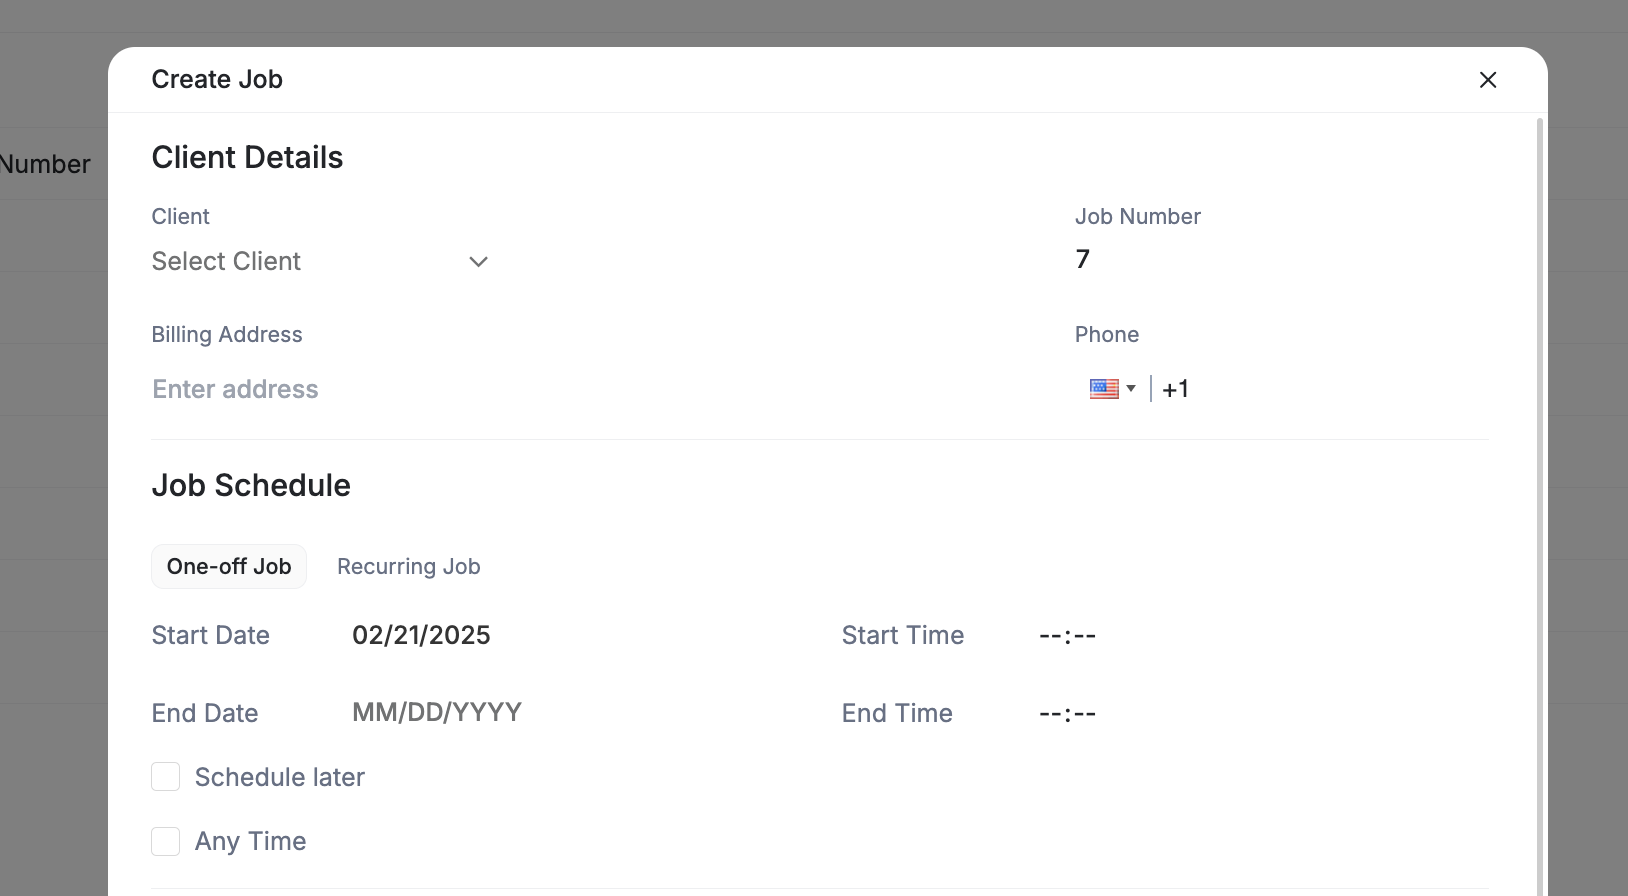 Create Job
Number
Client Details
Client
Job Number
Select Client
7
Billing Address
Phone
Enter address
+1
Job Schedule
One-off Job
Recurring Job
Start Date
02/21/2025
Start Time
--:--
End Date
MM/DD/YYYY
End Time
--:--
Schedule later
Any Time